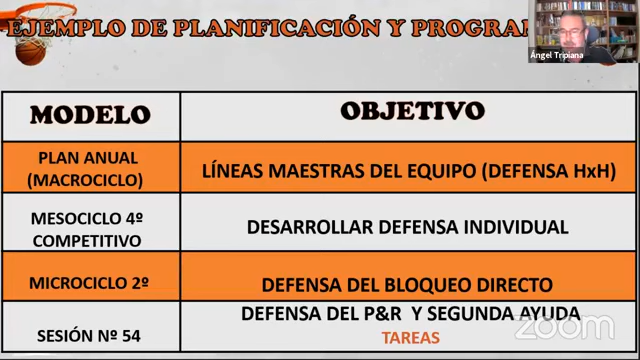 EJEMPLO DE PLANIFICACIÓN Y PROGRAM
Ángel Tripiana
MODELO
OBJETIVO
PLAN ANUAL
(MACROCICLO)
LÍNEAS MAESTRAS DEL EQUIPO (DEFENSA HxH)
MESOCICLO 4º
COMPETITIVO
DESARROLLAR DEFENSA INDIVIDUAL
MICROCICLO 2º
DEFENSA DEL BLOQUEO DIRECTO
SESIÓN Nº 54
DEFENSA DEL P&R Y SEGUNDA AYUDA
TAREAS
zoom